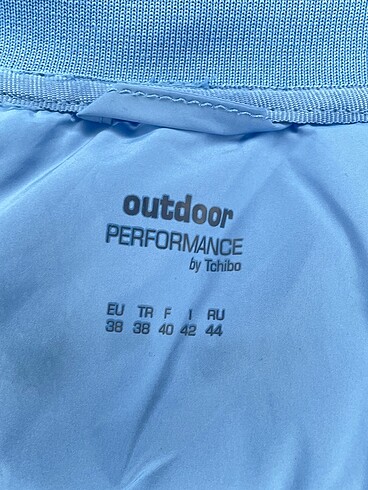 outdoor
PERFORMANCE
by Tchibo
EU TR F I RU
38 38 40 42 44